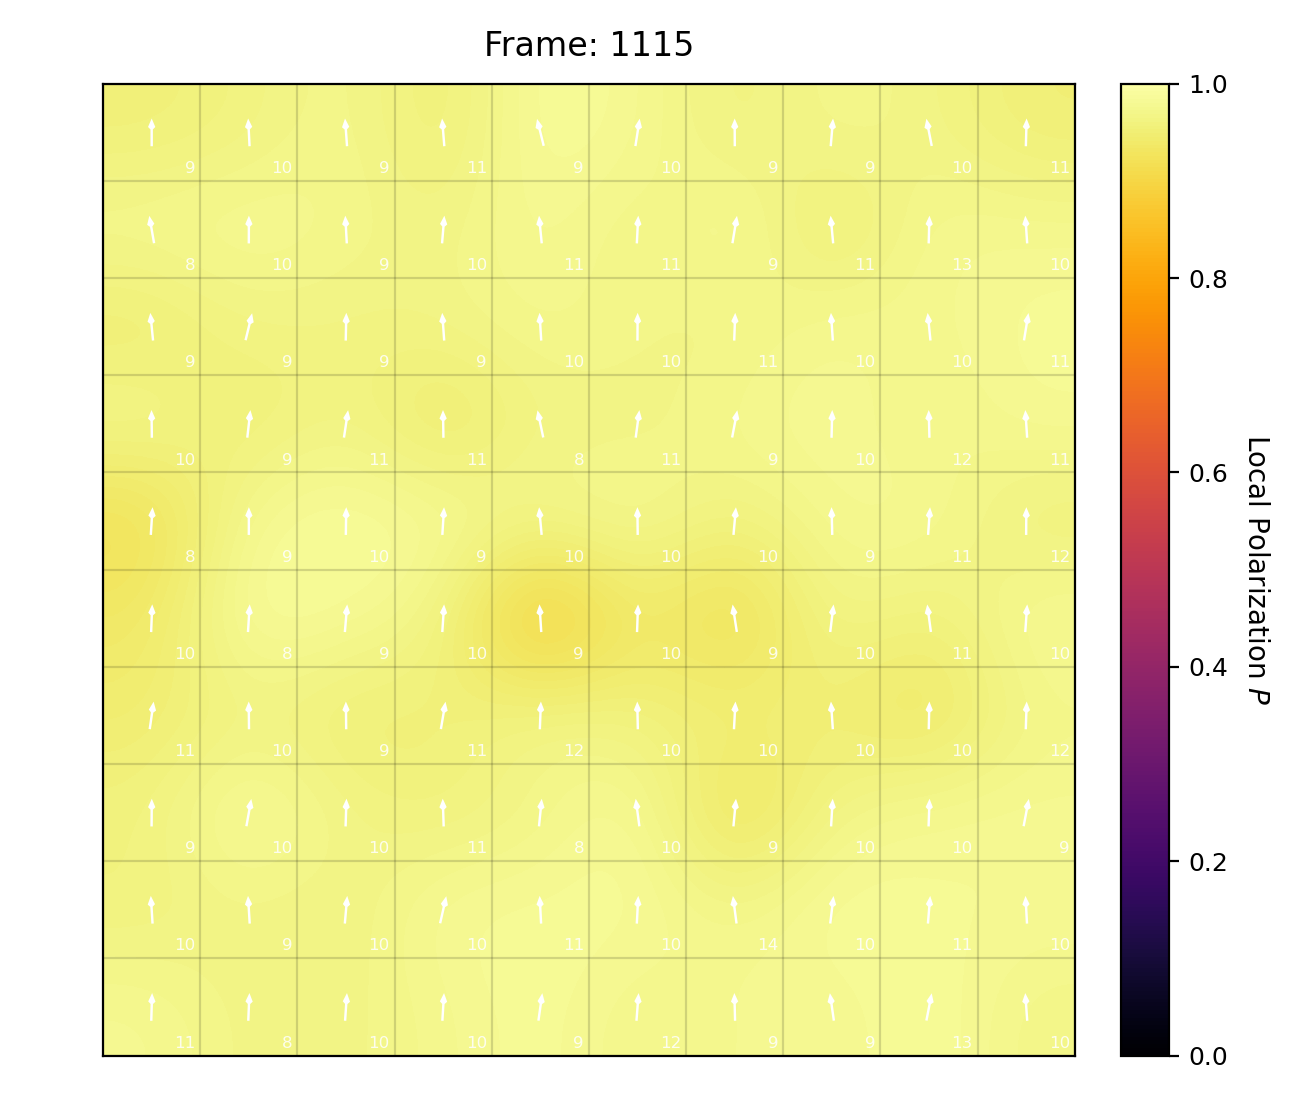 Frame: 1115
9 10 9 11 9 10 9 9 10 11
8 10 9 10 11 11 9 11 13 10
9 9 9 9 10 10 11 10 10 11
10 9 11 11 8 11 9 10 12 11
8 9 10 9 10 10 10 9 11 12
10 8 9 10 9 10 9 10 11 10
11 10 9 11 12 10 10 10 10 12
9 10 10 11 8 10 9 10 10 9
10 9 10 10 11 10 14 10 11 10
11 8 10 10 9 12 9 9 13 10
1.0
0.8
0.6
0.4
0.2
0.0
Local Polarization P